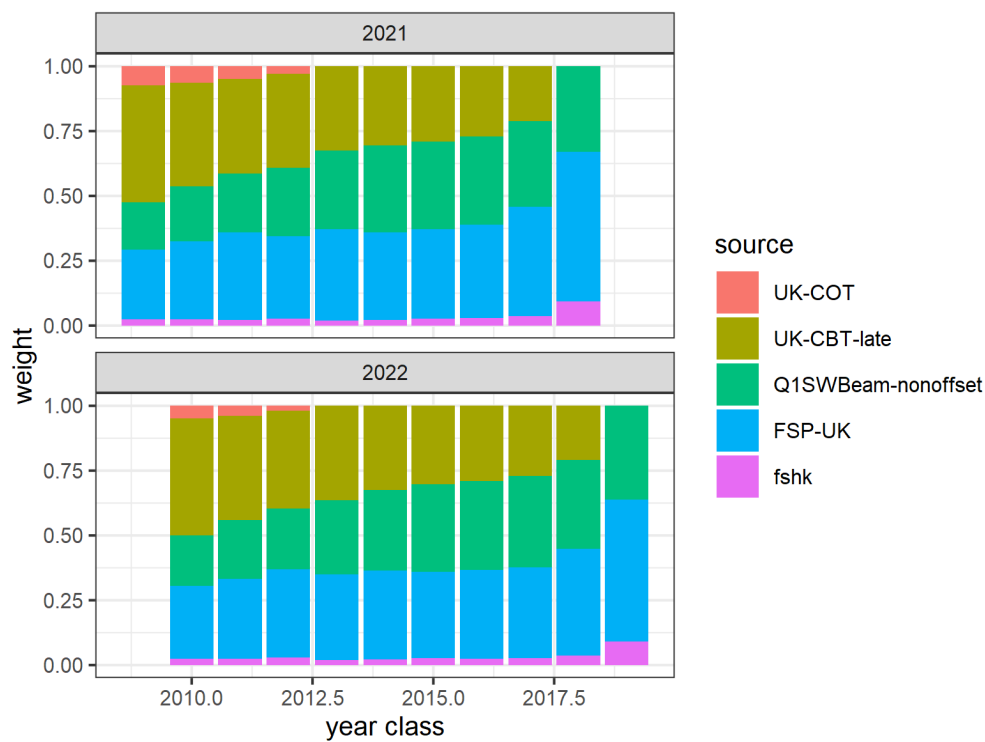 2021
1.00
0.75
0.50
0.25
0.00
2022
1.00
0.75
0.50
0.25
0.00
2010.0 2012.5 2015.0 2017.5
year class
weight
source
UK-COT
UK-CBT-late
Q1SWBeam-nonoffset
FSP-UK
fshk